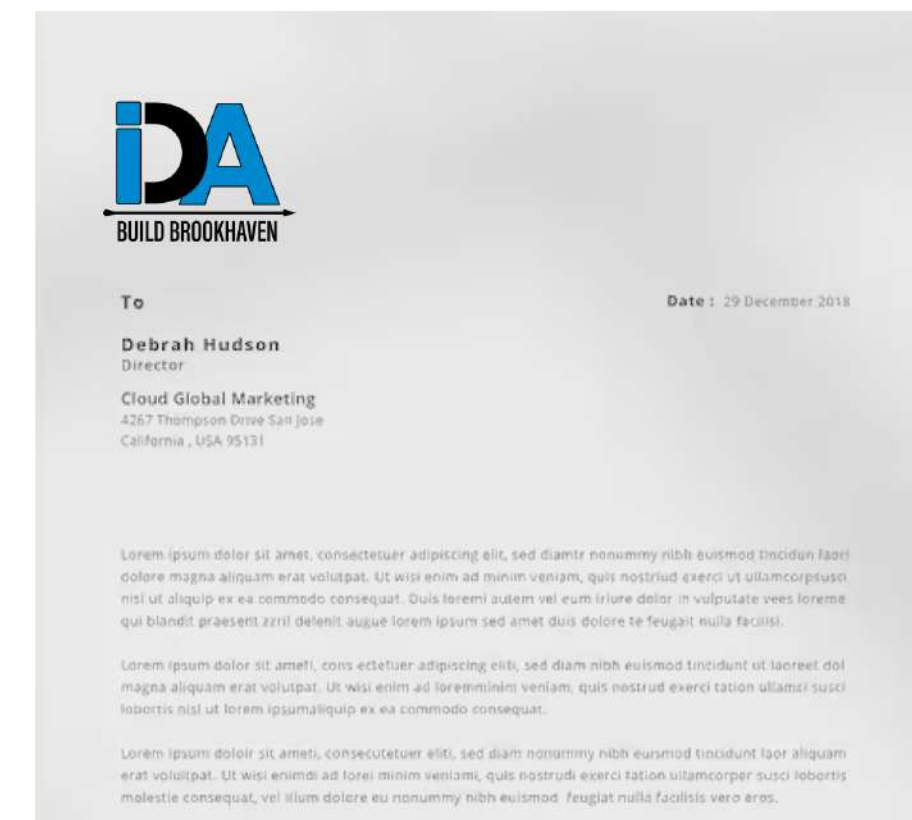 iDA
BUILD BROOKHAVEN
To
Date : 29 December 2018
Debrah Hudson
Director
Cloud Global Marketing
4267 Thompson Drive San Jose
California , USA 95131
Lorem ipsum dolor sit amet, consectetuer adipiscing elit, sed diamtr nonummy nibh euismod tincidun laori
dolore magna aliquam erat volutpat. Ut wisi enim ad minim veniam, quis nostriud exerci ut ullamcorpsusci
nisl ut aliquip ex ea commodo consequat. Duis loremi autem vel eum iriure dolor in vulputate vees loreme
qui blandit praesent zzril delenit augue lorem ipsum sed amet duis dolore te feugait nulla facilisi.
Lorem ipsum dolor sit ameti, cons ectetuer adipiscing eliti, sed diam nibh euismod tincidunt ut laoreet dol
magna aliquam erat volutpat. Ut wisi enim ad loremminim veniam, quis nostrud exerci tation ullamci susci
lobortis nisl ut lorem ipsumaliquip ex ea commodo consequat.
Lorem ipsum doloir sit ameti, consecutetuer eliti, sed diam nonummy nibh euismod tincidunt laor aliquam
erat voluitpat. Ut wisi enimdi ad lorei minim veniami, quis nostrudi exerci tation ullamcorper susci lobortis
molestie consequat, vel illum dolore eu nonummy nibh euismod feugiat nulla facilisis vero eros.